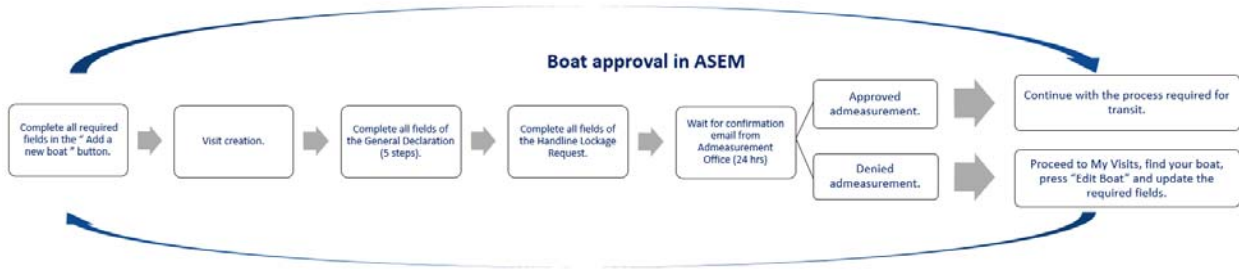 Boat approval in ASEM
Complete all required
fields in the " Add a
new boat " button.
Visit creation.
Complete all fields of
the General Declaration
(5 steps).
Complete all fields of
the Handline Lockage
Request.
Wait for confirmation
email from
Admeasurement
Office (24 hrs)
Approved
admeasurement.
Continue with the process required for
transit.
Denied
admeasurement.
Proceed to My Visits, find your boat,
press "Edit Boat" and update the
required fields.